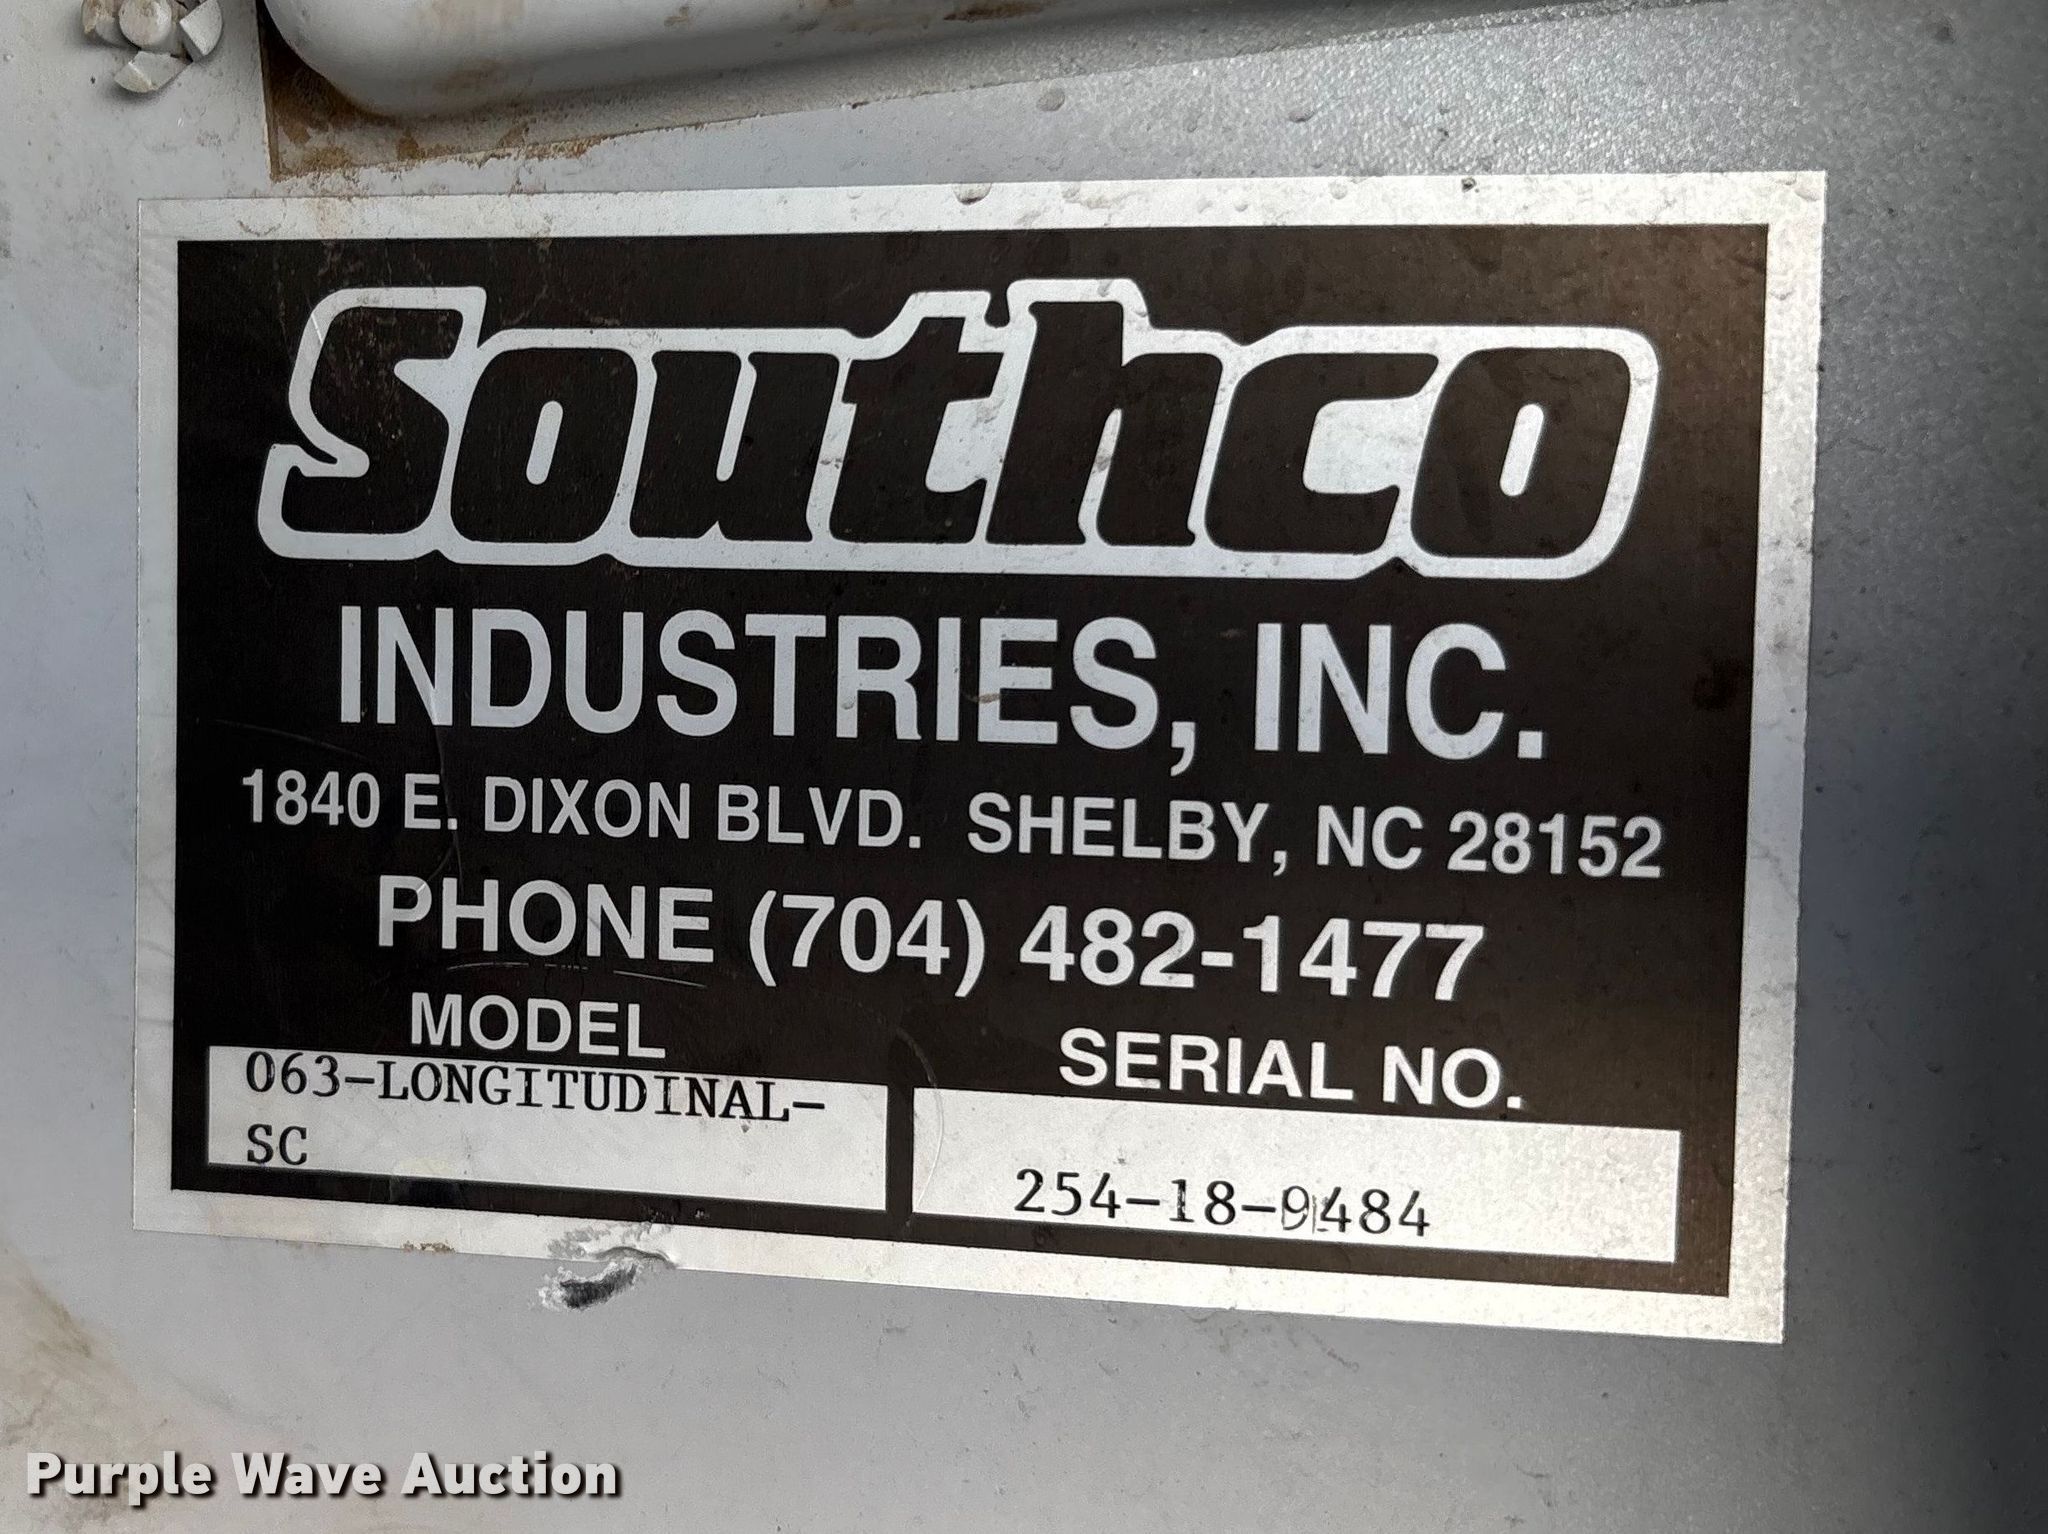 Southco
INDUSTRIES, INC.
1840 E. DIXON BLVD. SHELBY, NC 28152
PHONE (704) 482-1477
MODEL
063-LONGITUDINAL-
SC
SERIAL NO.
254-18-9484
Purple Wave Auction